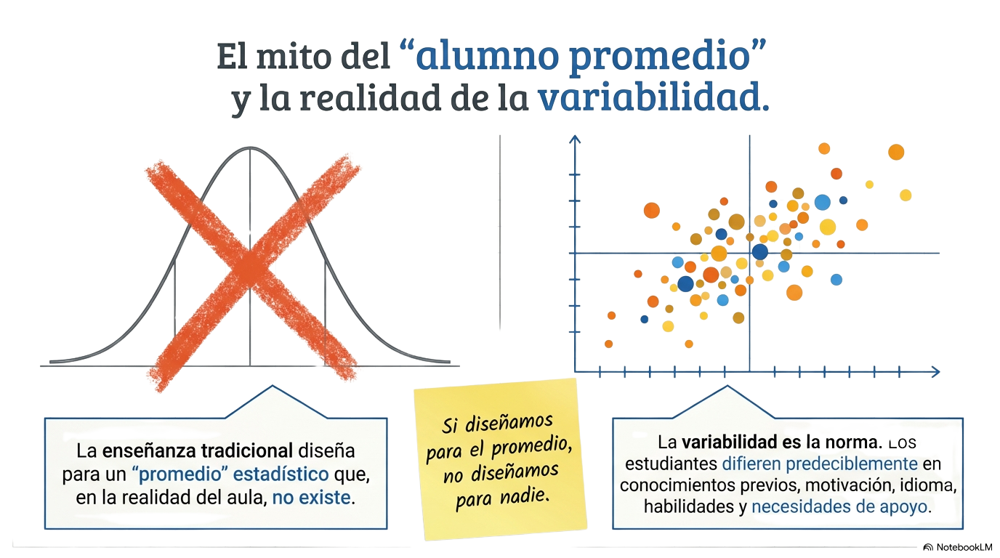 El mito del “alumno promedio”
y la realidad de la variabilidad.
La enseñanza tradicional diseña
para un “promedio” estadístico que,
en la realidad del aula, no existe.
Si diseñamos
para el promedio,
no diseñamos
para nadie.
La variabilidad es la norma. LOS
estudiantes difieren predeciblemente en
conocimientos previos, motivación, idioma,
habilidades y necesidades de apoyo.
NotebookLM